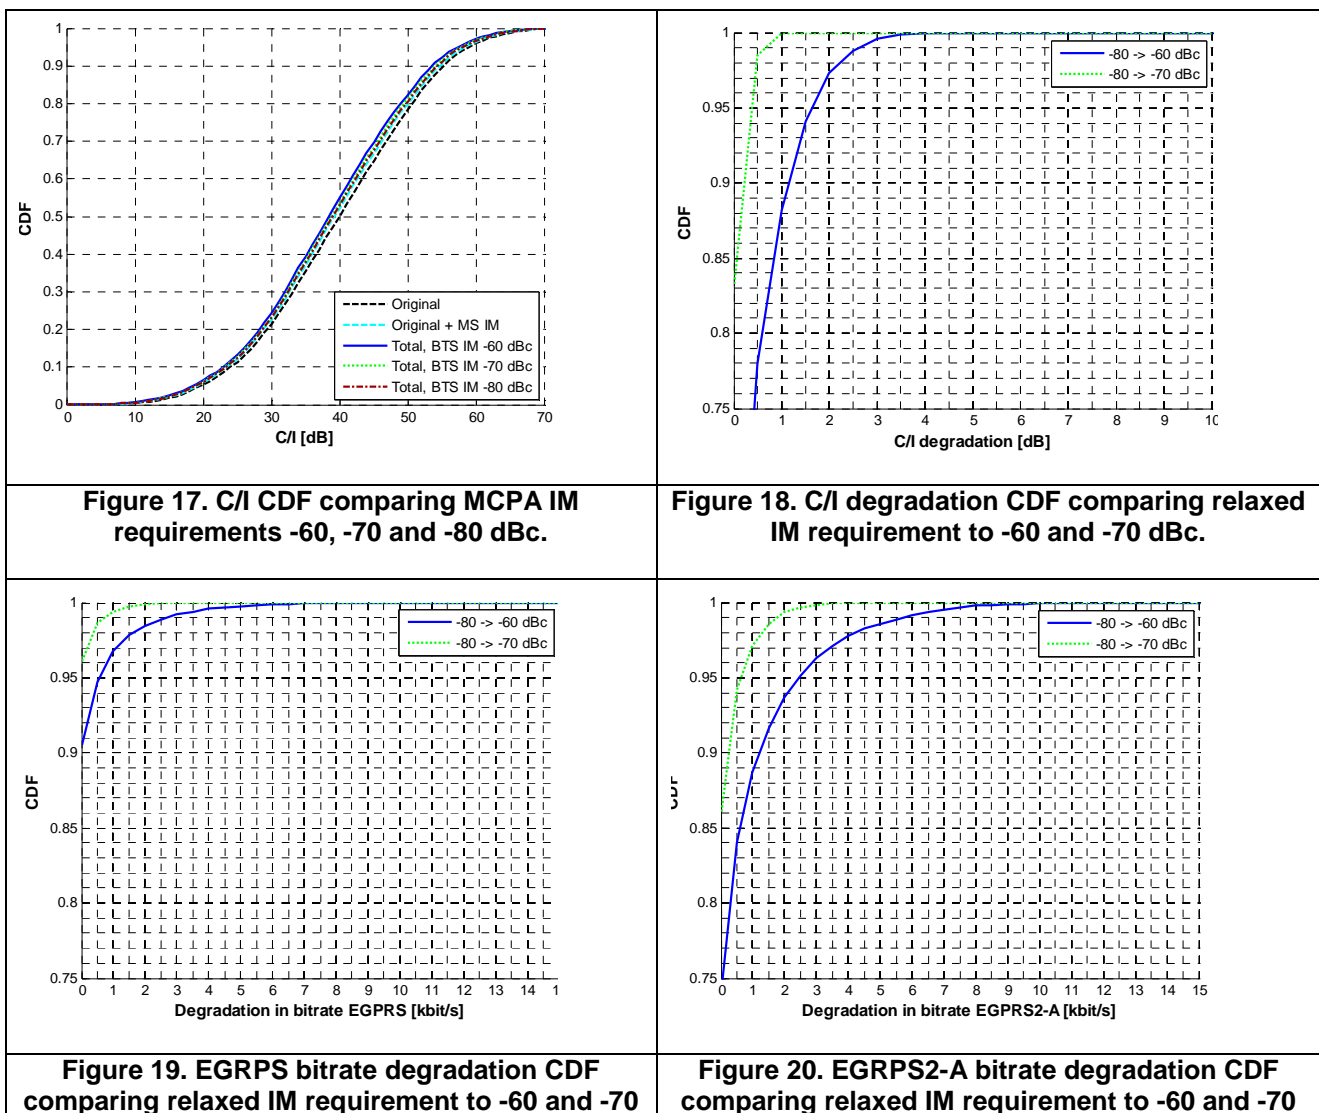 1
0.9
0.8
0.7
0.6
0.5
0.4
0.3
0.2
0.1
0
CDF
0 10 20 30 40 50 60 70
C/I [dB]
Original
Original + MS IM
Total, BTS IM -60 dBc
Total, BTS IM -70 dBc
Total, BTS IM -80 dBc
1
0.95
0.9
0.85
0.8
0.75
CDF
0 1 2 3 4 5 6 7 8 9 10
C/I degradation [dB]
-80 -> -60 dBc
-80 -> -70 dBc
Figure 17. C/I CDF comparing MCPA IM
requirements -60, -70 and -80 dBc.
Figure 18. C/I degradation CDF comparing relaxed
IM requirement to -60 and -70 dBc.
1
0.95
0.9
0.85
0.8
0.75
CDF
0 1 2 3 4 5 6 7 8 9 10 11 12 13 14 1
Degradation in bitrate EGPRS [kbit/s]
-80 -> -60 dBc
-80 -> -70 dBc
1
0.95
0.9
0.85
0.8
0.75
CDF
0 1 2 3 4 5 6 7 8 9 10 11 12 13 14 15
Degradation in bitrate EGPRS2-A [kbit/s]
-80 -> -60 dBc
-80 -> -70 dBc
Figure 19. EGRPS bitrate degradation CDF
comparing relaxed IM requirement to -60 and -70
Figure 20. EGRPS2-A bitrate degradation CDF
comparing relaxed IM requirement to -60 and -70